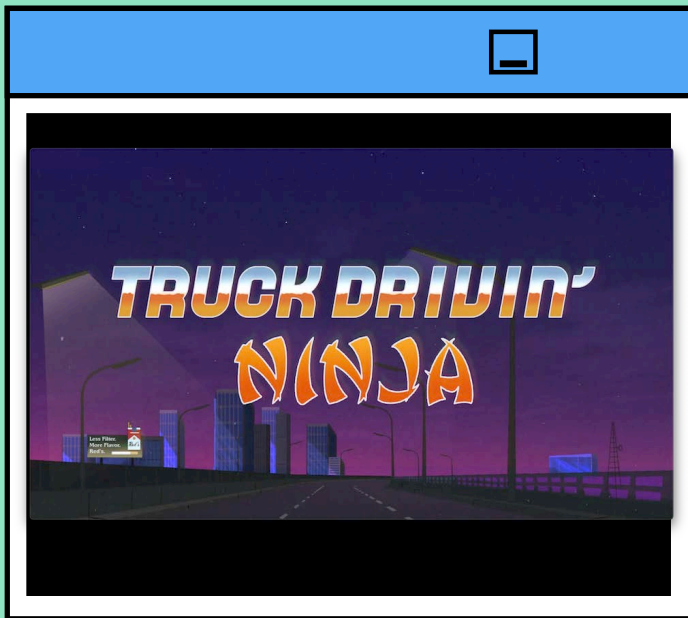 TRUCK DRIVIN'
NINJA
Less Filter.
More Flavor.
Red's.